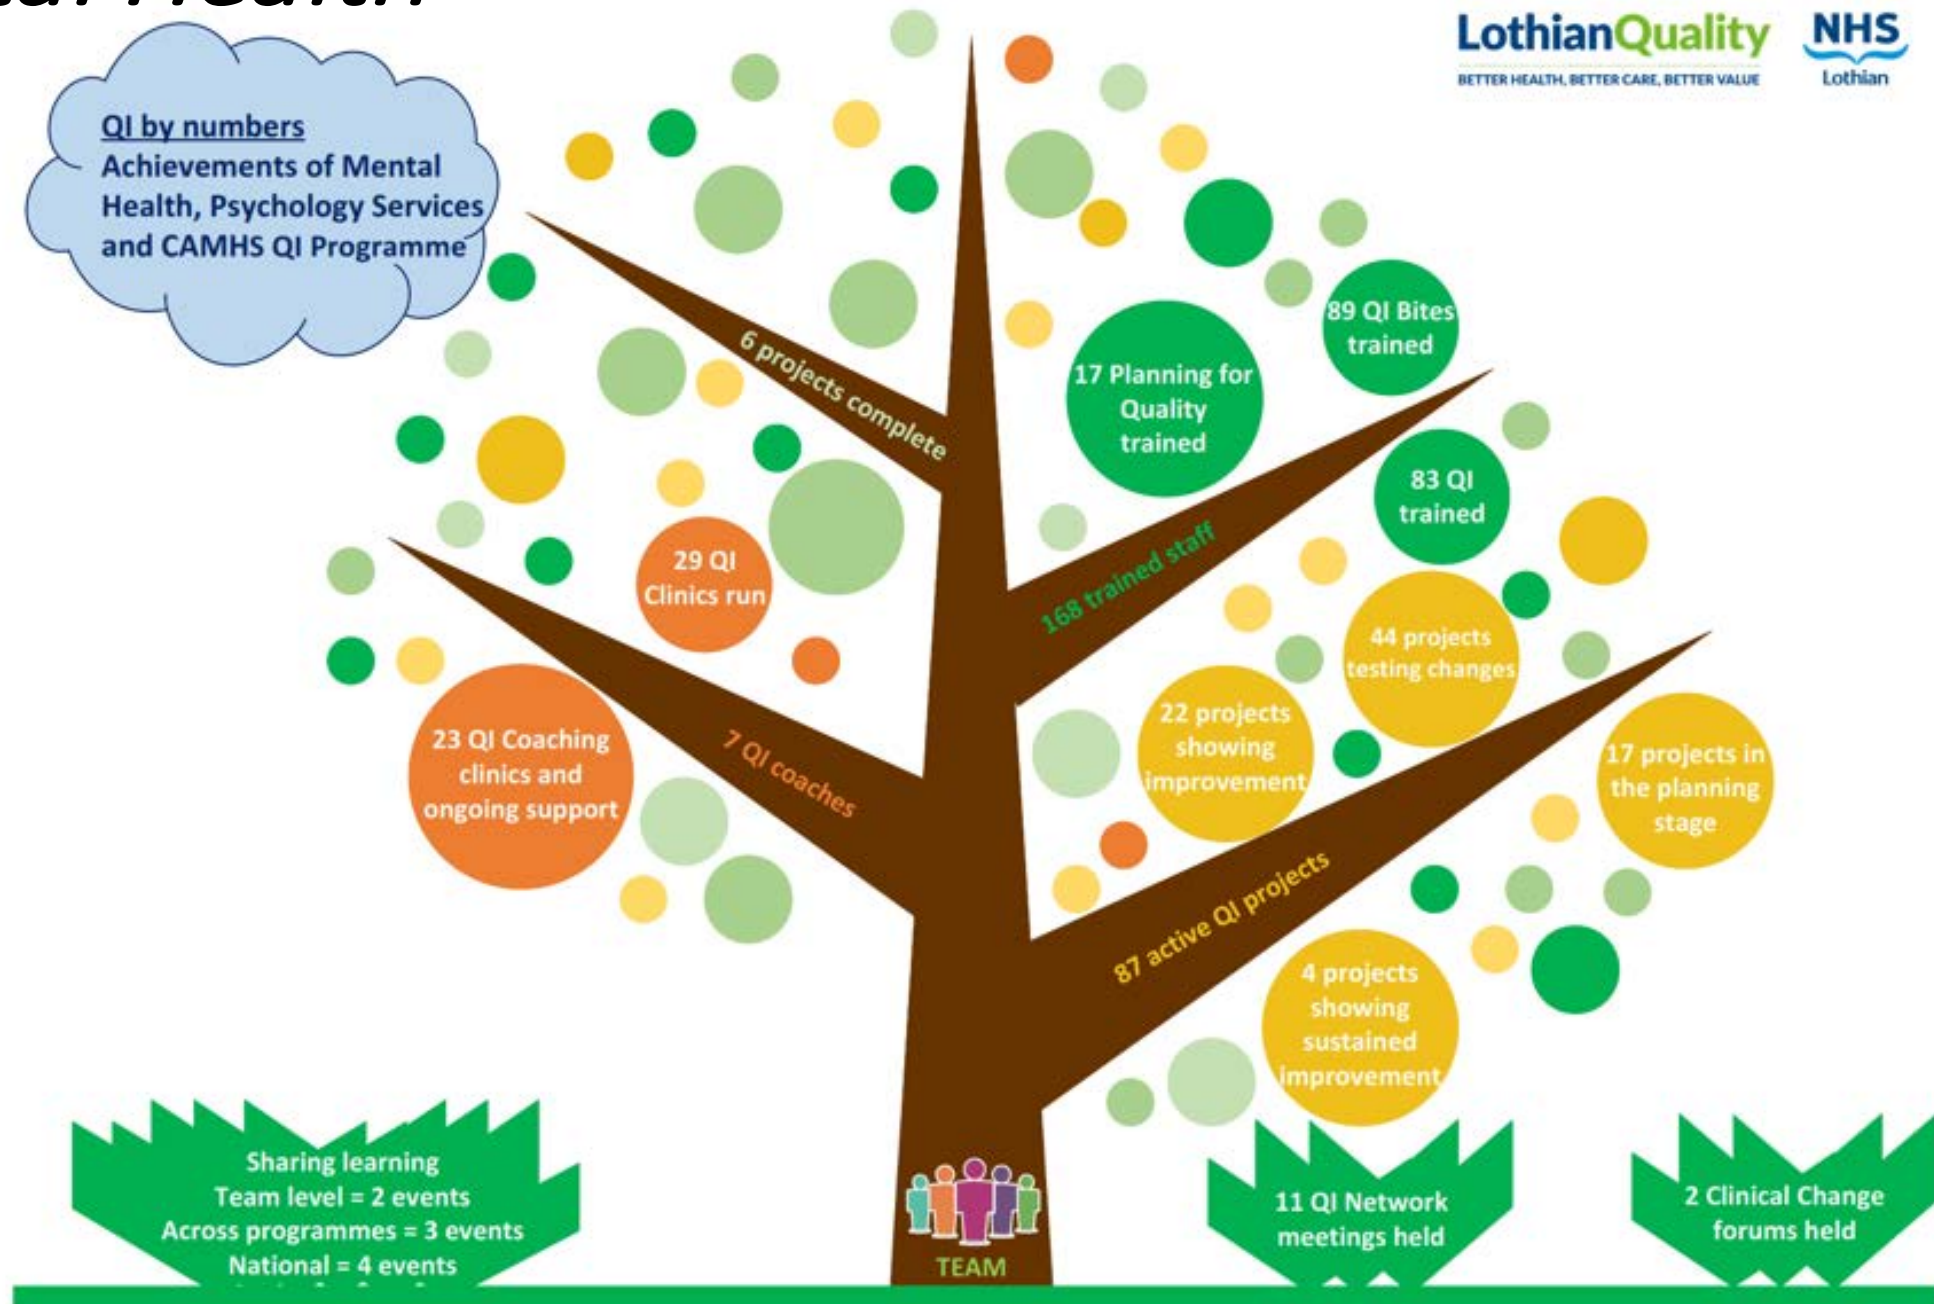 LothianQuality
BETTER HEALTH, BETTER CARE, BETTER VALUE
NHS
Lothian
QI by numbers
Achievements of Mental
Health, Psychology Services
and CAMHS QI Programme
6 projects complete
17 Planning for
Quality
trained
89 QI Bites
trained
83 QI
trained
168 trained staff
29 QI
Clinics run
7 QI coaches
23 QI Coaching
clinics and
ongoing support
44 projects
testing changes
22 projects
showing
improvement
17 projects in
the planning
stage
87 active QI projects
4 projects
showing
sustained
improvement
Sharing learning
Team level = 2 events
Across programmes = 3 events
National = 4 events
TEAM
11 QI Network
meetings held
2 Clinical Change
forums held